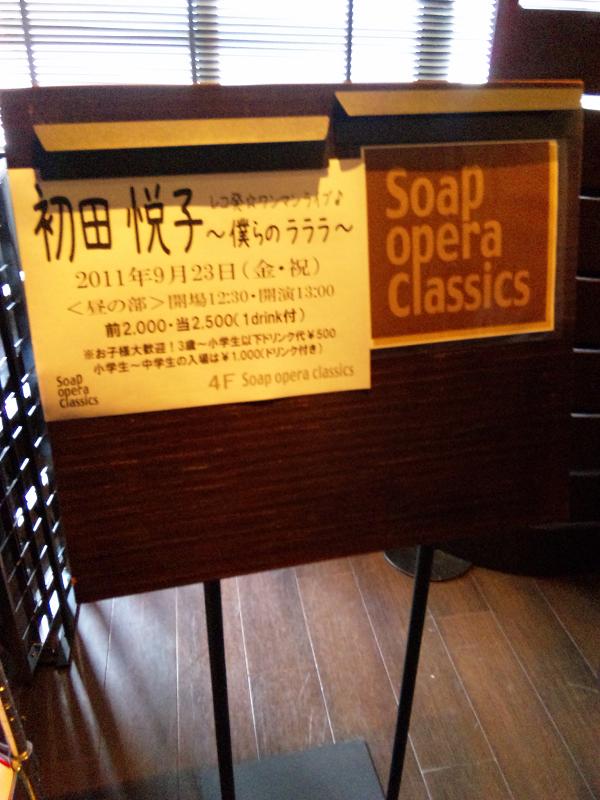 初田 悦子
レコ発☆ワンマンライブ♪
～僕らのラララ～
2011年9月23日(金・祝)
<昼の部>開場12:30・開演13:00
前2.000・当2.500(1drink付)
※お子様大歓迎！3歳～小学生以下ドリンク代￥500
小学生～中学生の入場は￥1.000(ドリンク付き)
Soap
opera
classics
4F Soap opera classics
Soap
opera
classics